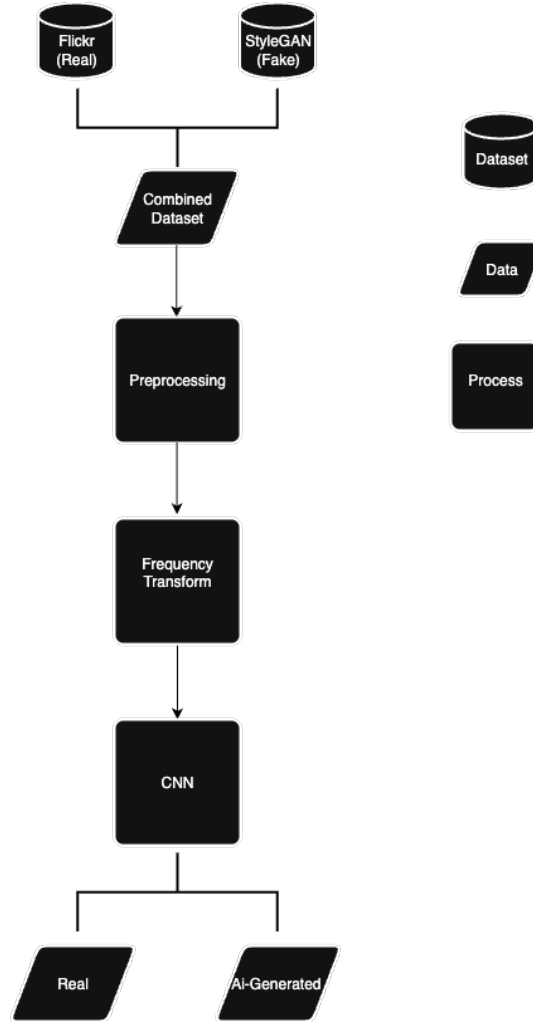 Flickr
(Real)
StyleGAN
(Fake)
Combined
Dataset
Preprocessing
Frequency
Transform
CNN
Real
Ai-Generated
Dataset
Data
Process